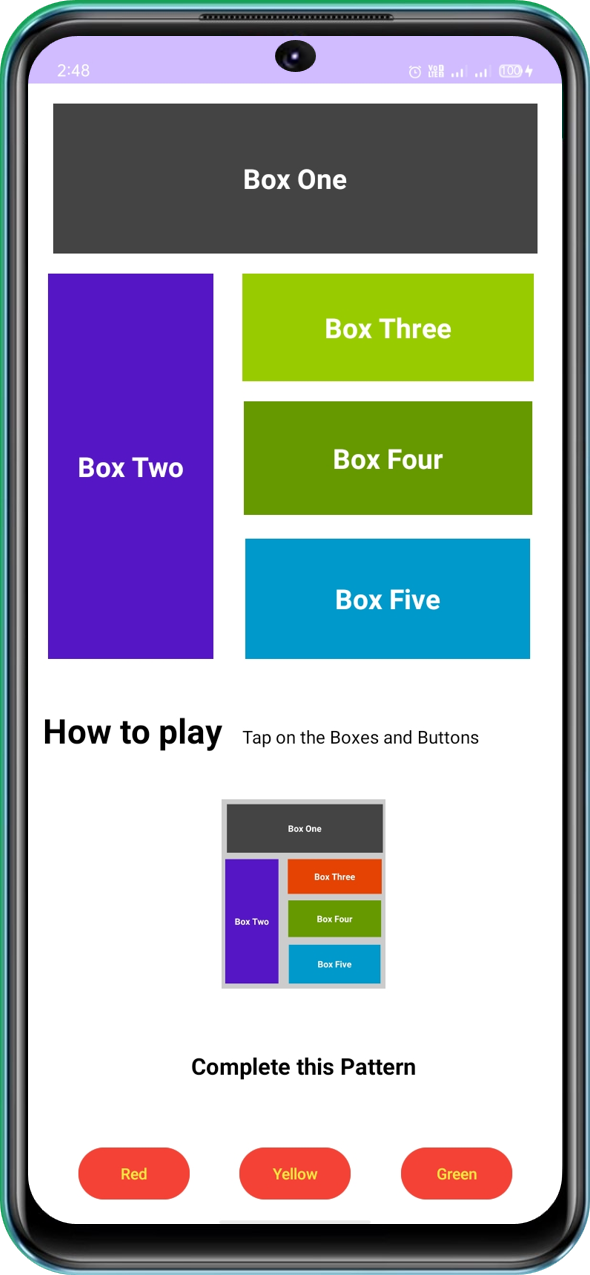 2:48
Vo) 
100
Box One
Box Three
Box Two
Box Four
Box Five
How to play
Tap on the Boxes and Buttons
Box One
Box Three
Box Two
Box Four
Box Five
Complete this Pattern
Red
Yellow
Green